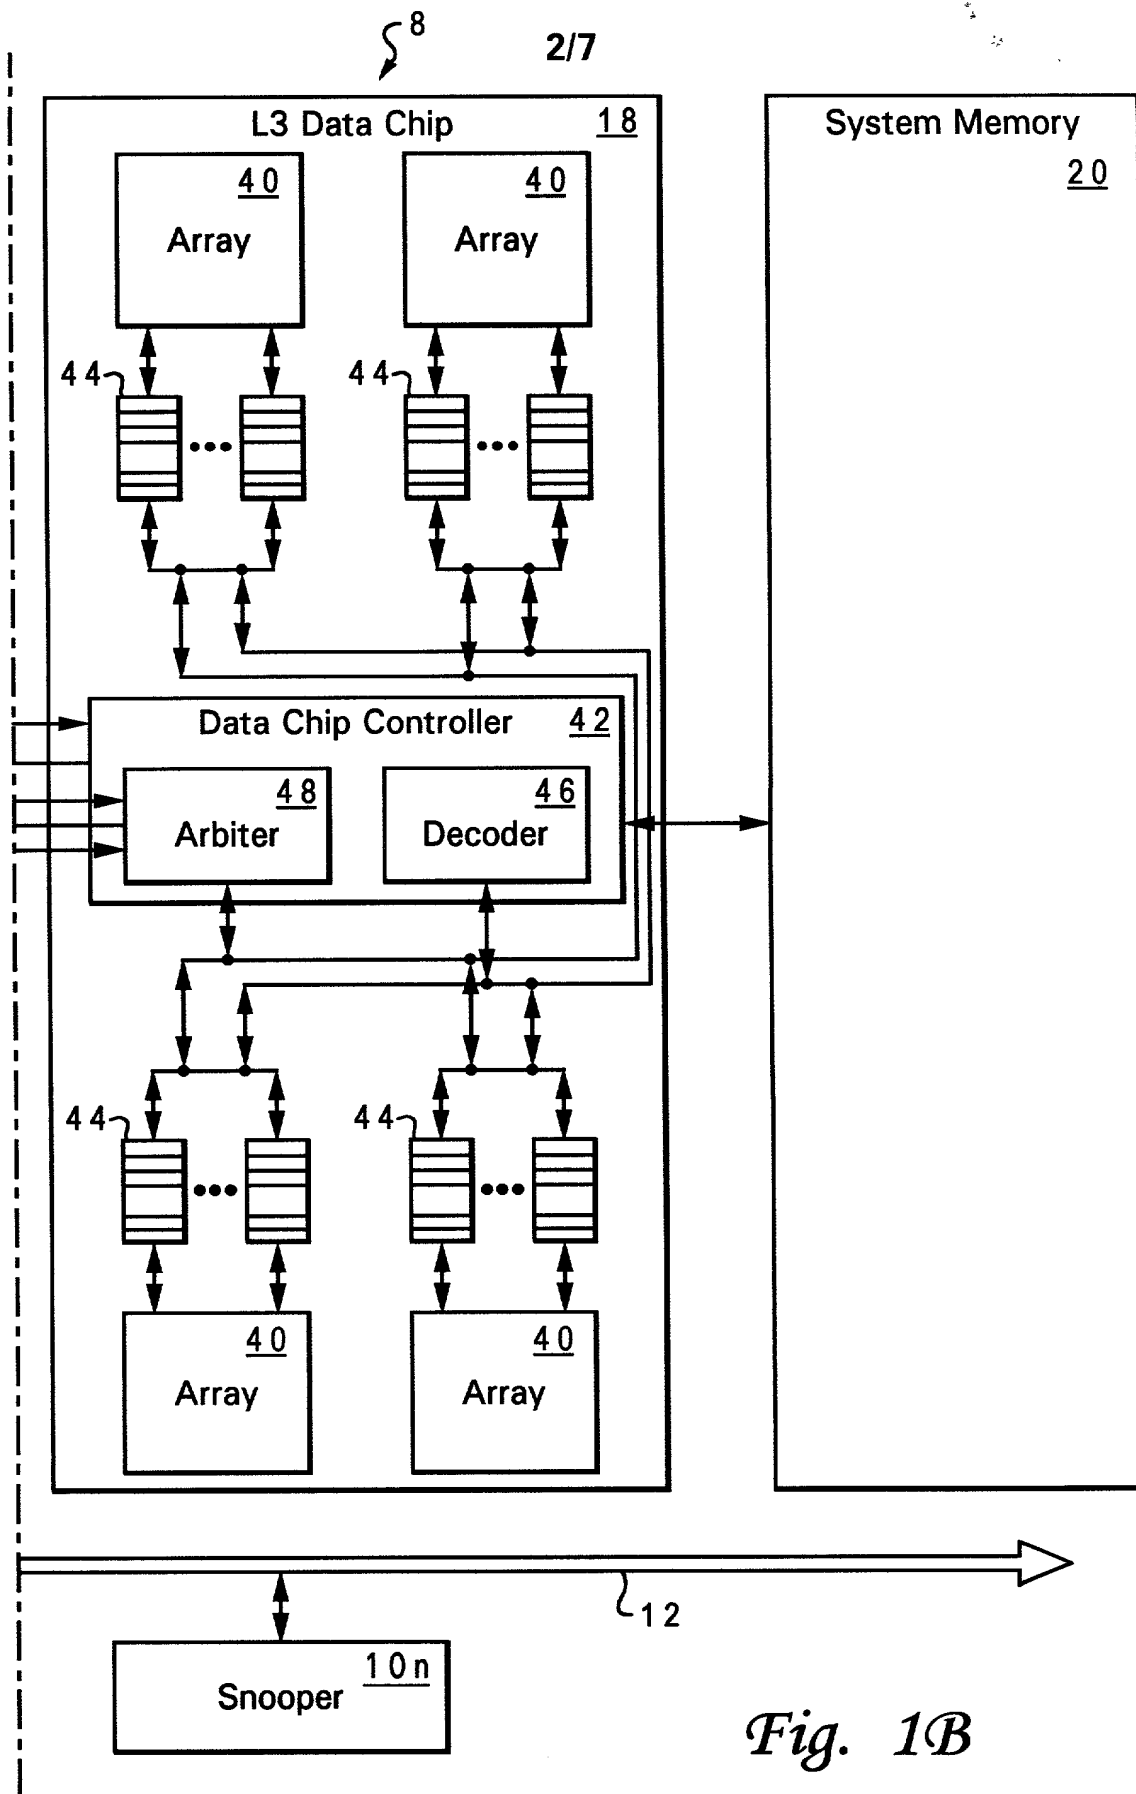 8
2/7
L3 Data Chip 18
System Memory
20
40
Array
40
Array
44
44
Data Chip Controller 42
48
Arbiter
46
Decoder
44
44
40
Array
40
Array
12
10n
Snooper
Fig. 1B